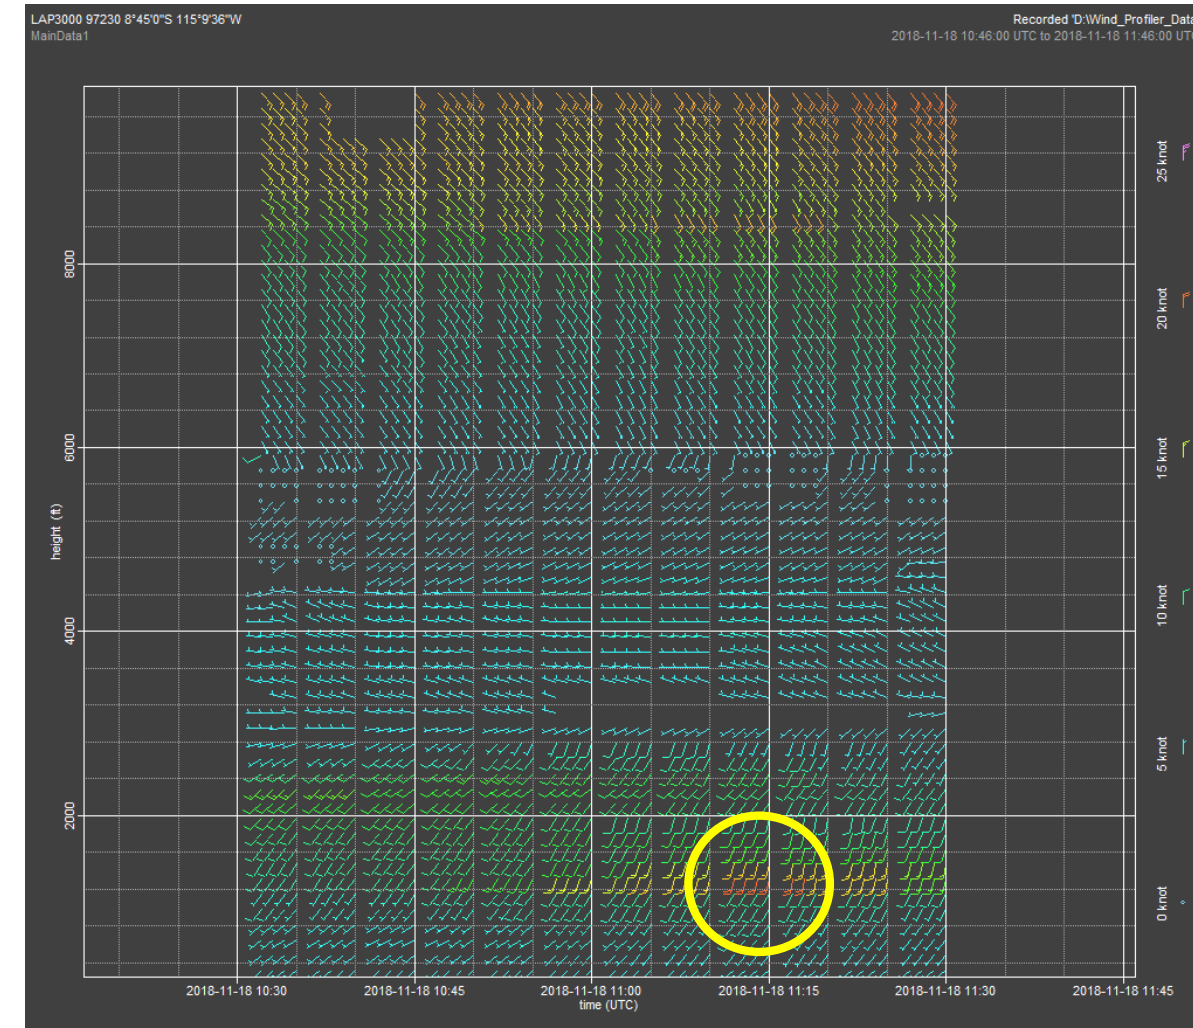 LAP3000 97230 8°45'0"S 115°9'36"W
MainData1
Recorded 'D:\Wind_Profiler_Data
2018-11-18 10:46:00 UTC to 2018-11-18 11:46:00 UTC
8000
6000
4000
2000
height (ft)
25 knot
20 knot
15 knot
10 knot
5 knot
0 knot
2018-11-18 10:30
2018-11-18 10:45
2018-11-18 11:00
2018-11-18 11:15
2018-11-18 11:30
2018-11-18 11:45
time (UTC)